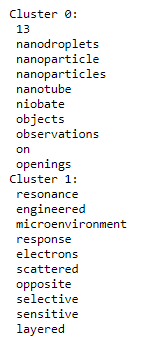 Cluster 0:
13
nanodroplets
nanoparticle
nanoparticles
nanotube
niobate
objects
observations
on
openings
Cluster 1:
resonance
engineered
microenvironment
response
electrons
scattered
opposite
selective
sensitive
layered